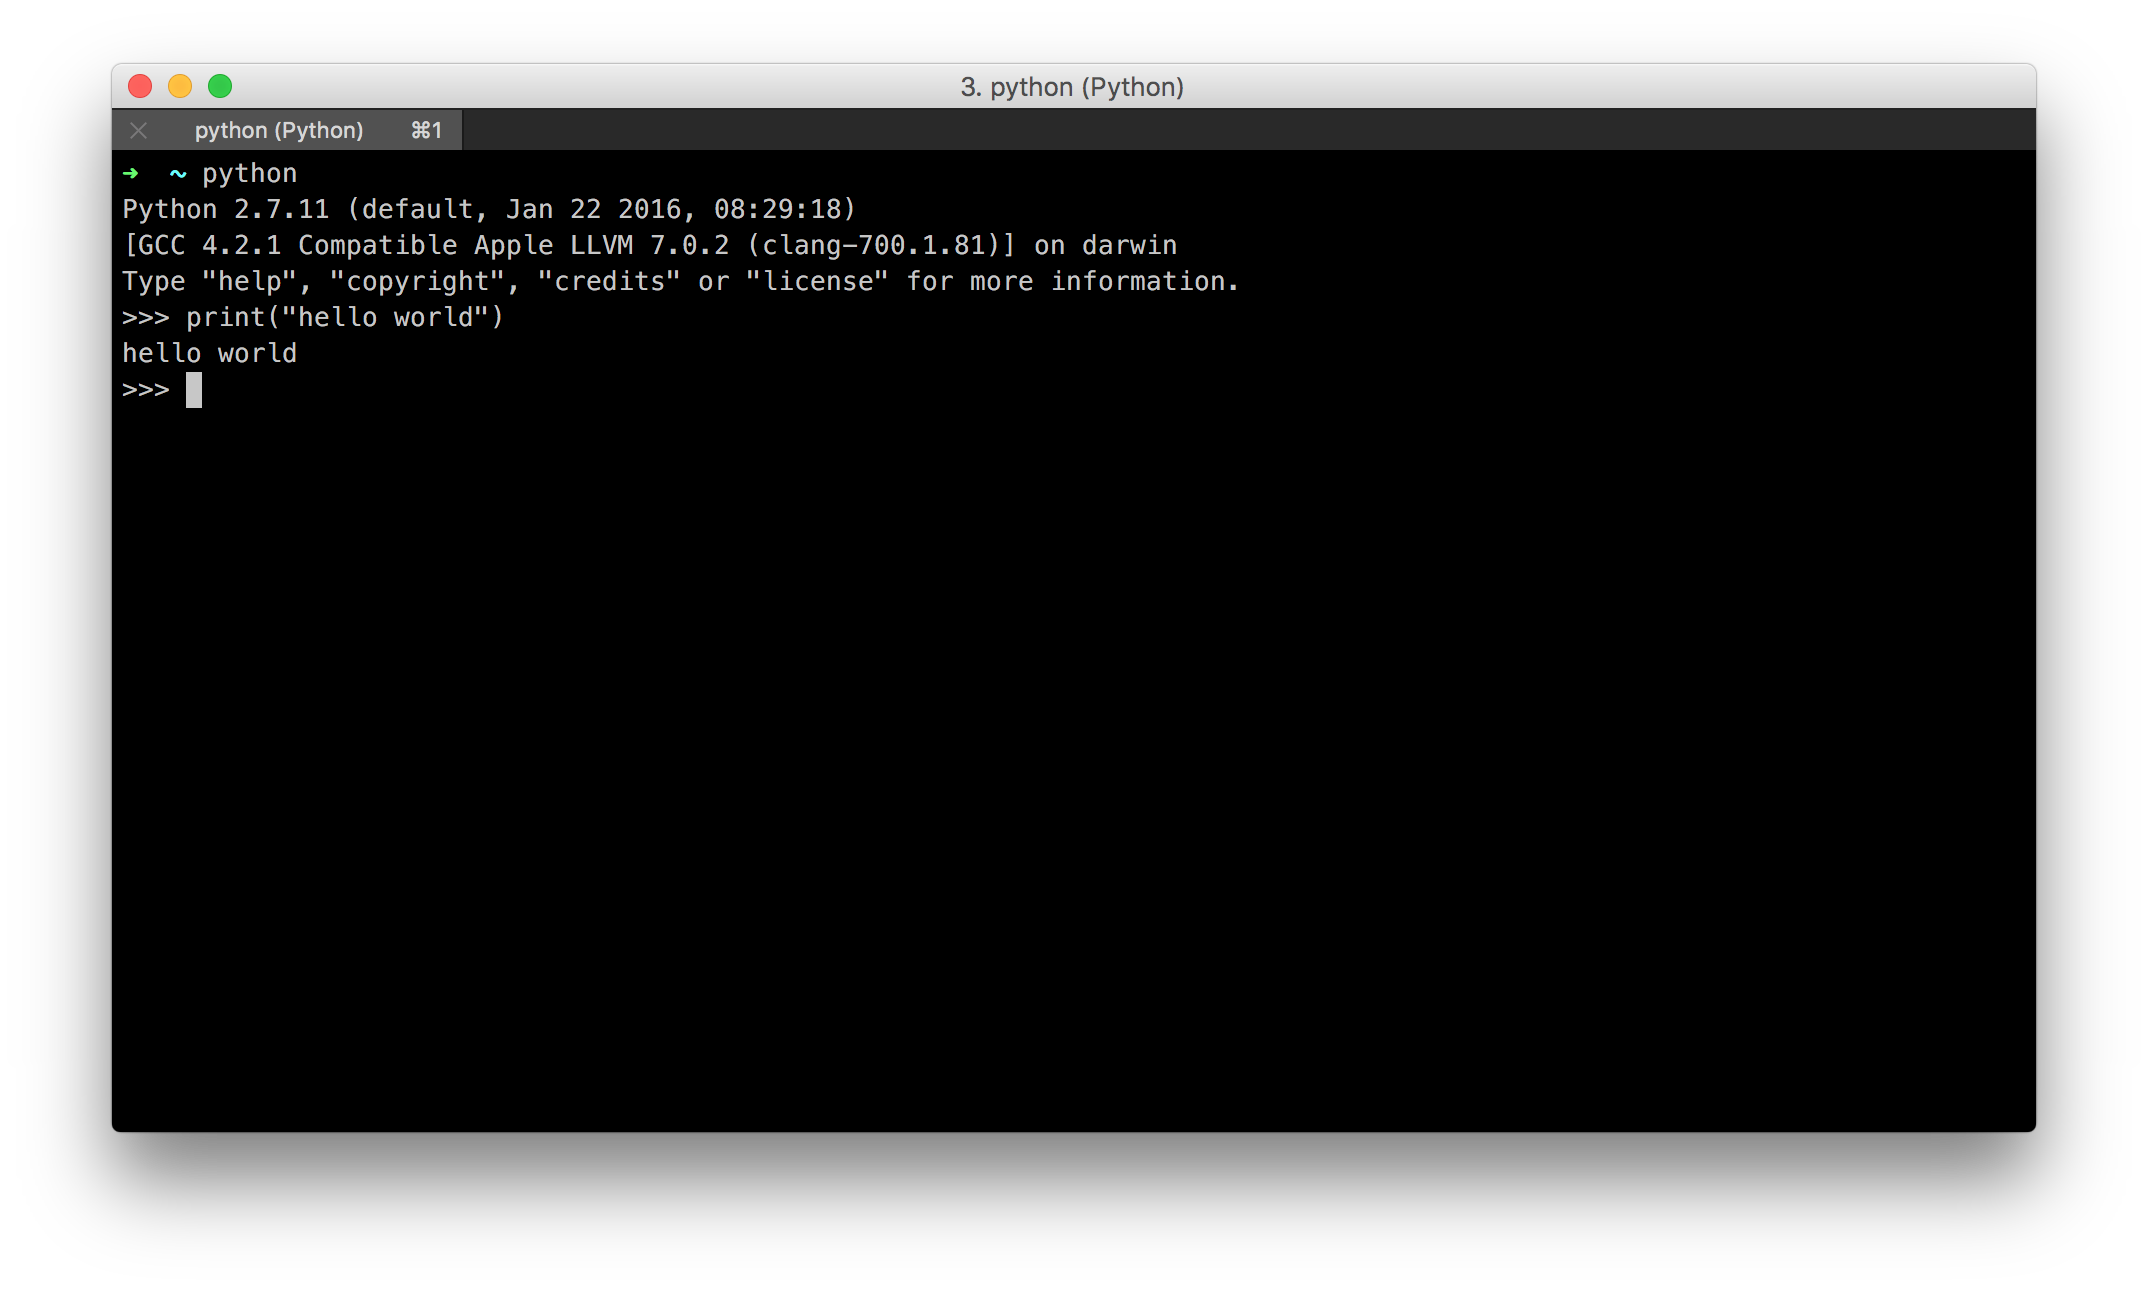 3. python (Python)
python (Python) ⌘1
➜ ~ python
Python 2.7.11 (default, Jan 22 2016, 08:29:18)
[GCC 4.2.1 Compatible Apple LLVM 7.0.2 (clang-700.1.81)] on darwin
Type "help", "copyright", "credits" or "license" for more information.
>>> print("hello world")
hello world
>>>